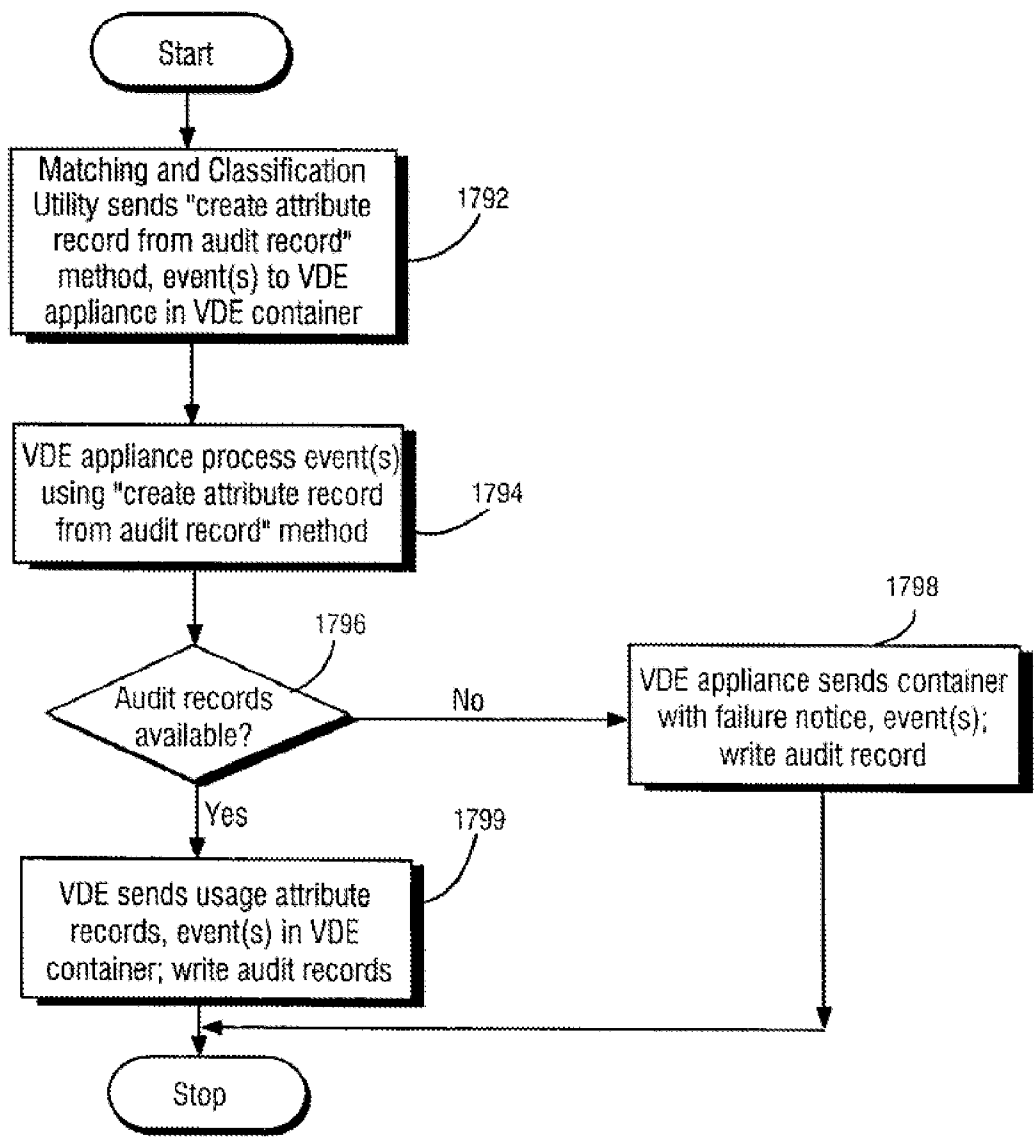 Start
Matching and Classification
Utility sends "create attribute
record from audit record"
method, event(s) to VDE
appliance in VDE container
1792
VDE appliance process event(s)
using "create attribute record
from audit record" method
1794
1796
Audit records
available?
No
Yes
1798
VDE appliance sends container
with failure notice, event(s);
write audit record
1799
VDE sends usage attribute
records, event(s) in VDE
container; write audit records
Stop